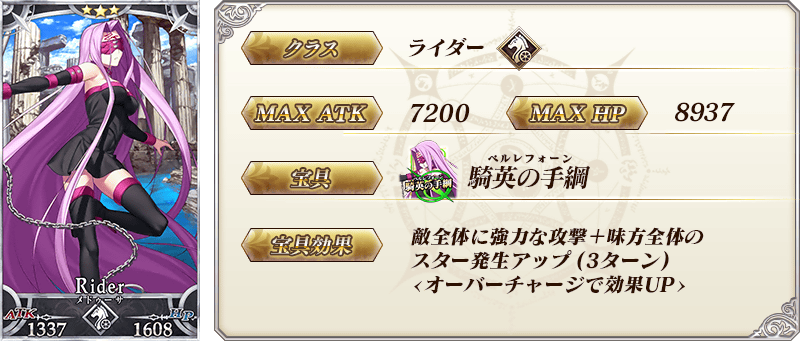 Rider
メドゥーサ
ATK
HP
1337
1608
クラス
ライダー
MAX ATK
7200
MAX HP
8937
宝具
騎英の手綱
ベルレフォーン
騎英の手綱
宝具効果
敵全体に強力な攻撃+味方全体の
スター発生アップ (3ターン)
<オーバーチャージで効果UP>